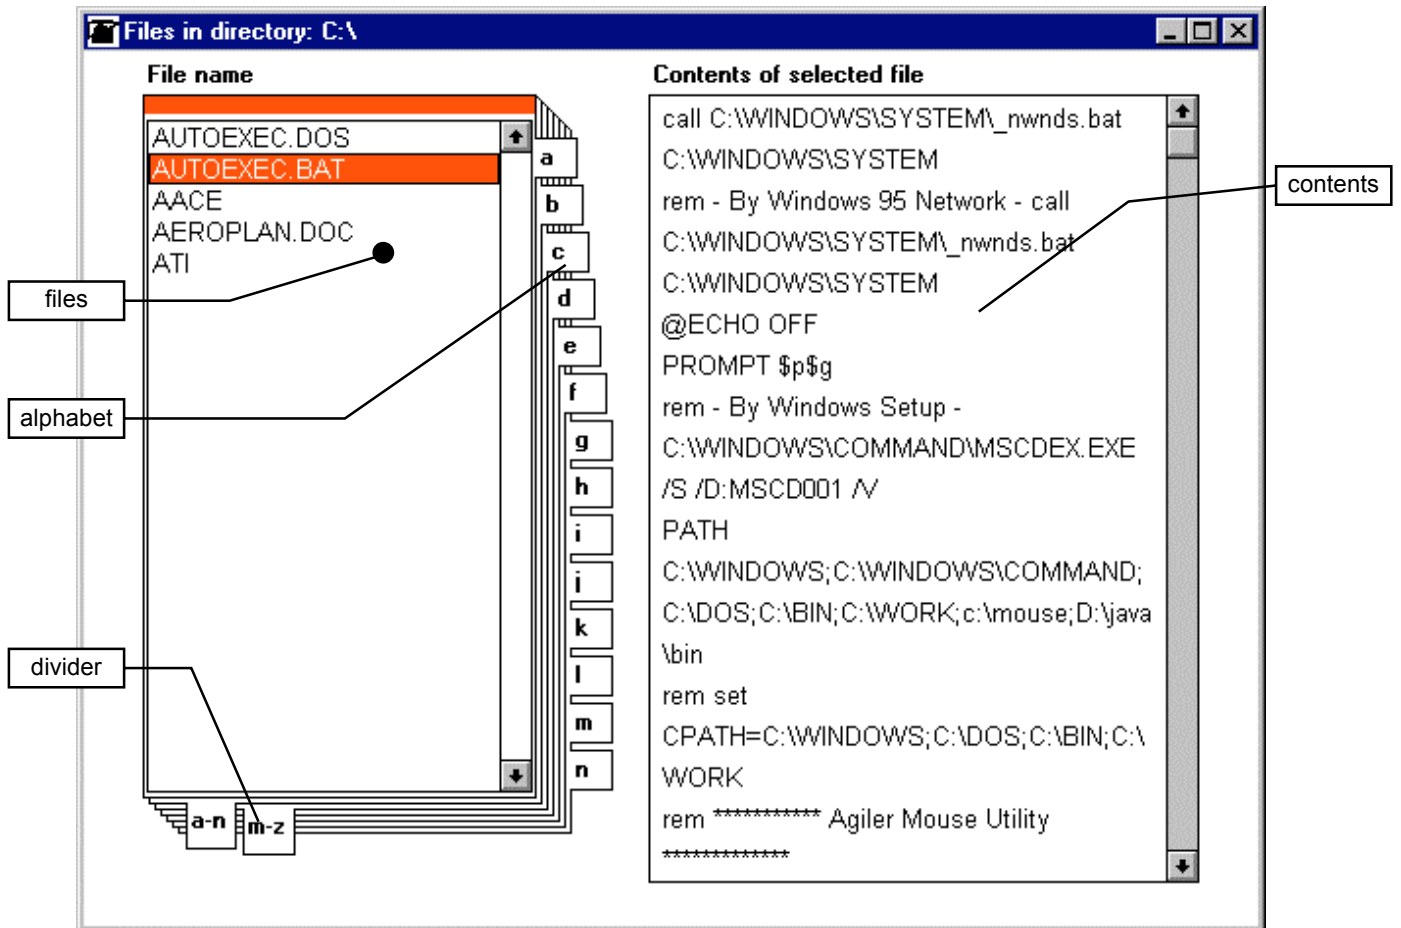 Files in directory: C:\
File name
Contents of selected file
AUTOEXEC.DOS
AUTOEXEC.BAT
AACE
AEROPLAN.DOC
ATI
a
b
c
d
e
f
g
h
i
j
k
l
m
n
a-n
m-z
call C:\WINDOWS\SYSTEM\_nwnds.bat
C:\WINDOWS\SYSTEM
rem - By Windows 95 Network - call
C:\WINDOWS\SYSTEM\_nwnds.bat
C:\WINDOWS\SYSTEM
@ECHO OFF
PROMPT $p$g
rem - By Windows Setup -
C:\WINDOWS\COMMAND\MSCDEX.EXE
/S /D:MSCD001 /V
PATH
C:\WINDOWS;C:\WINDOWS\COMMAND;
C:\DOS;C:\BIN;C:\WORK;c:\mouse;D:\java
\bin
rem set
CPATH=C:\WINDOWS;C:\DOS;C:\BIN;C:\
WORK
rem *********** Agiler Mouse Utility
*************
files
alphabet
divider
contents